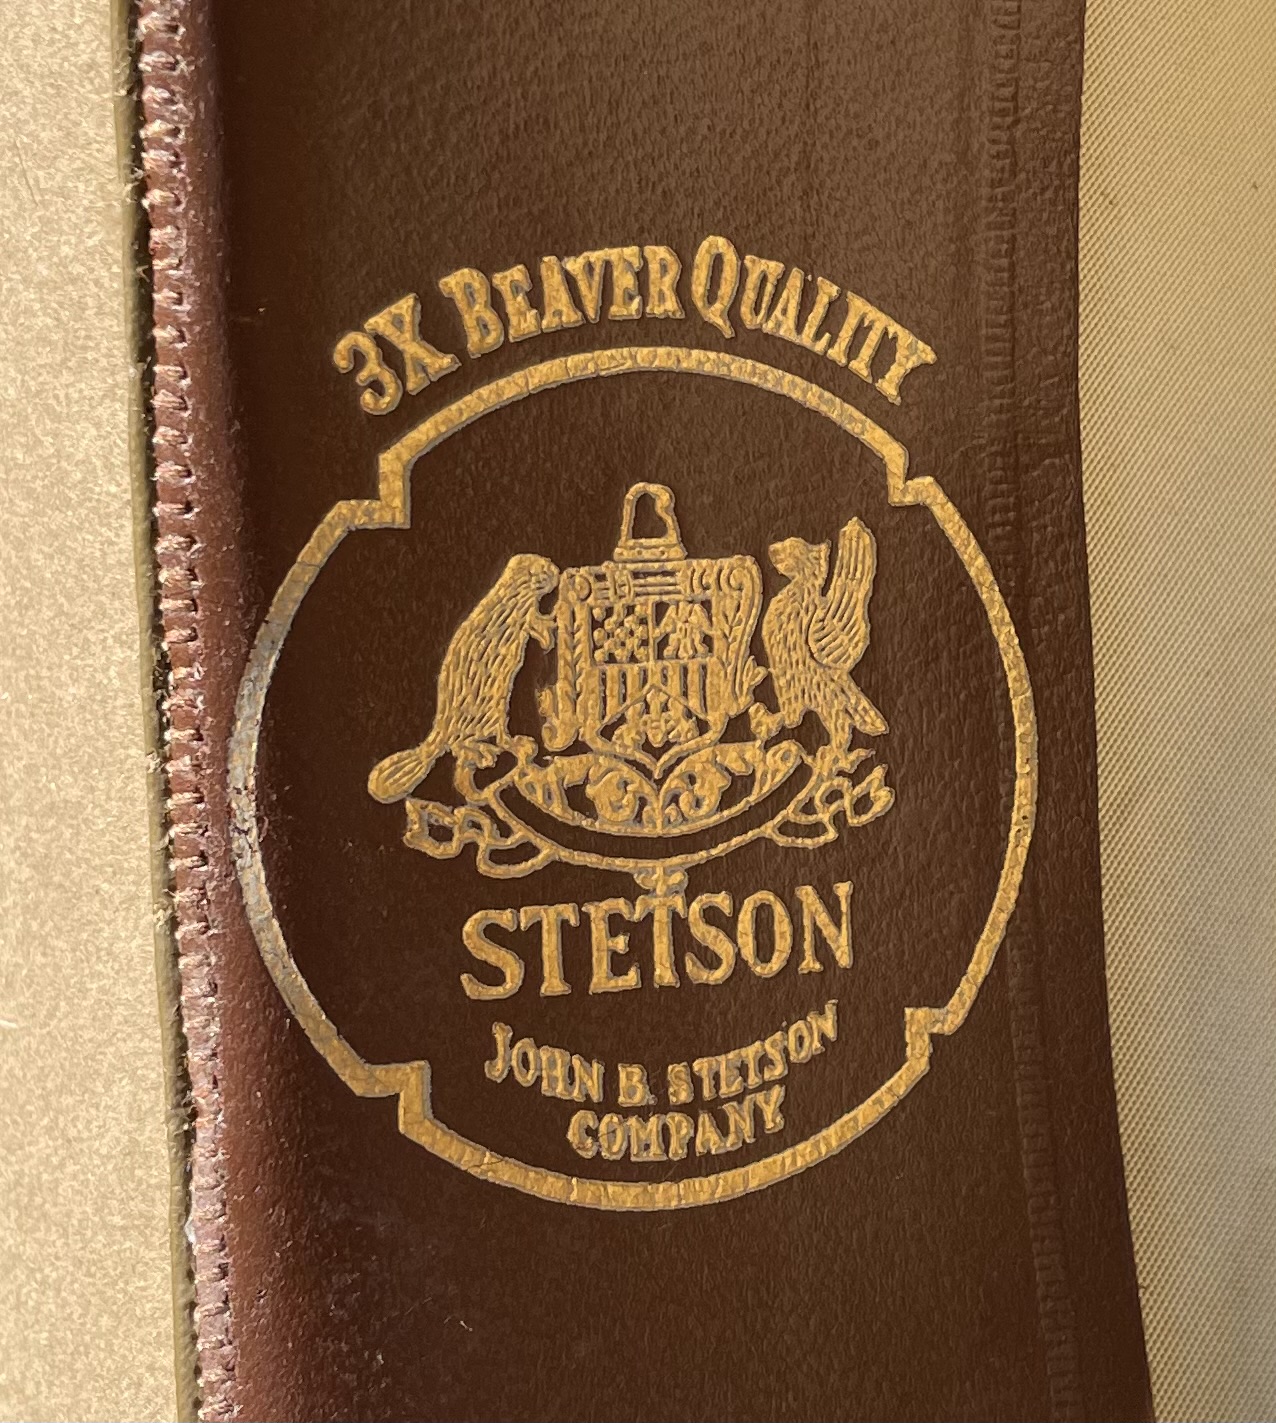 3X BEAVER QUALITY
STETSON
JOHN B. STETSON
COMPANY